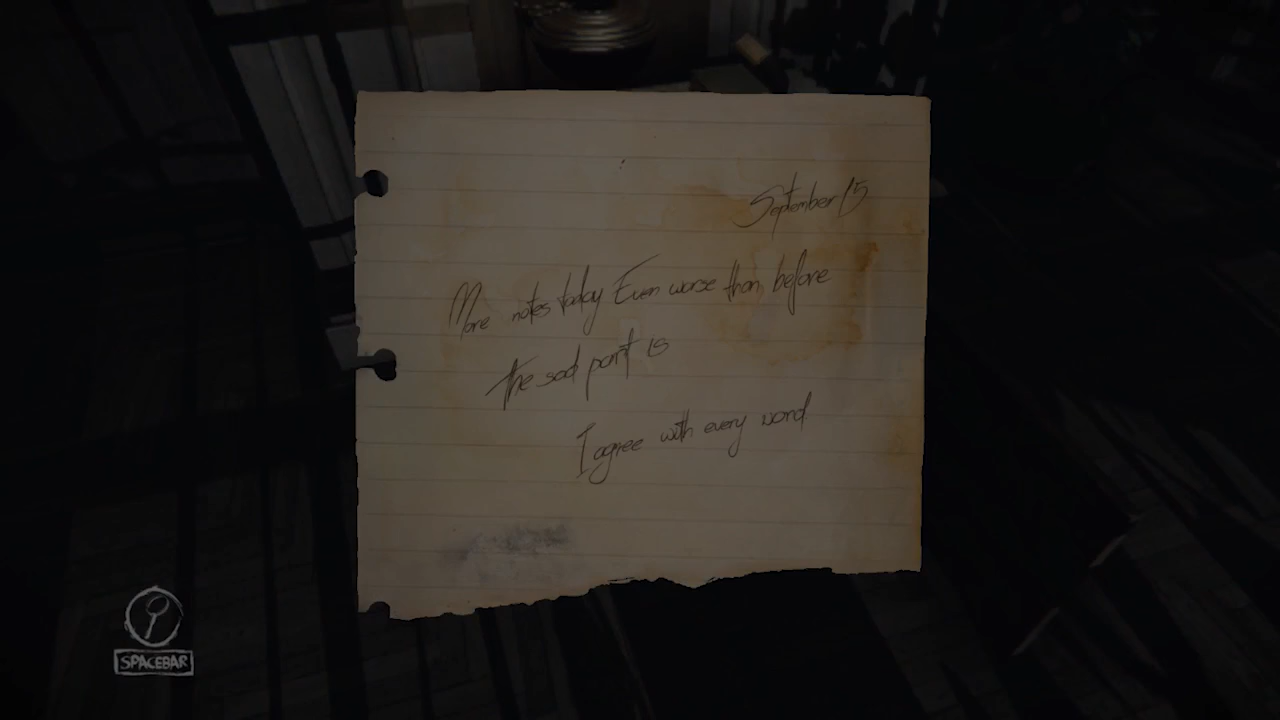 September 15
More notes today Even worse than before
the sad part is
I agree with every word.
SPACEBAR